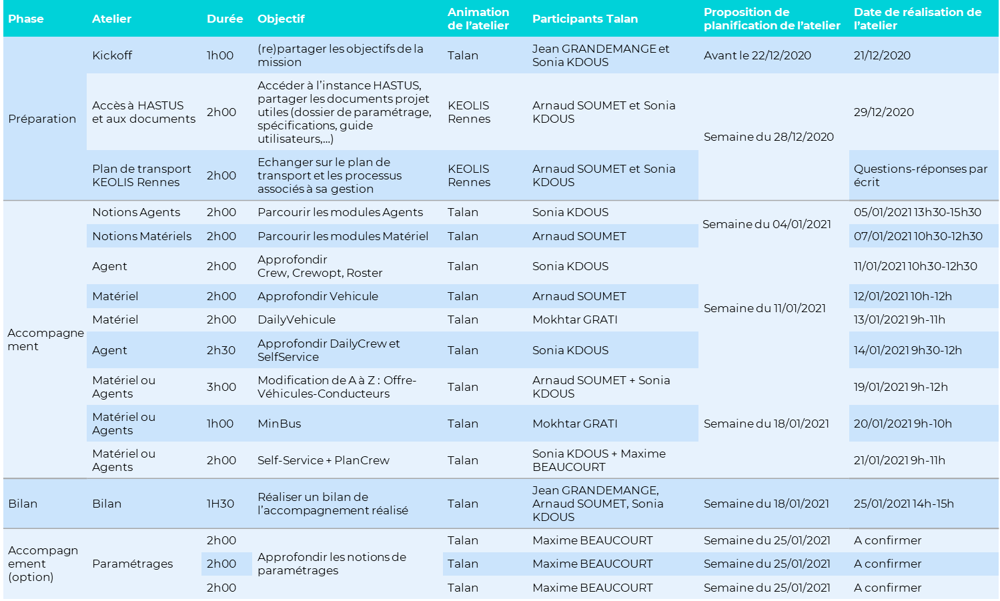 Phase
Atelier
Durée
Objectif
Animation
de l’atelier
Participants Talan
Proposition de
planification de l’atelier
Date de réalisation de
l’atelier
Préparation
Kickoff
1h00
(re)partager les objectifs de la
mission
Talan
Jean GRANDEMANGE et
Sonia KDOUS
Avant le 22/12/2020
21/12/2020
Accès à HASTUS
et aux documents
2h00
Accéder à l’instance HASTUS,
partager les documents projet
utiles (dossier de paramétrage,
spécifications, guide
utilisateurs,…)
KEOLIS
Rennes
Arnaud SOUMET et Sonia
KDOUS
Semaine du 28/12/2020
29/12/2020
Plan de transport
KEOLIS Rennes
2h00
Echanger sur le plan de
transport et les processus
associés à sa gestion
KEOLIS
Rennes
Arnaud SOUMET et Sonia
KDOUS
Questions-réponses par
écrit
Accompagne
ment
Notions Agents
2h00
Parcourir les modules Agents
Talan
Sonia KDOUS
Semaine du 04/01/2021
05/01/2021 13h30-15h30
Notions Matériels
2h00
Parcourir les modules Matériel
Talan
Arnaud SOUMET
07/01/2021 10h30-12h30
Agent
2h00
Approfondir
Crew, Crewopt, Roster
Talan
Sonia KDOUS
Semaine du 11/01/2021
11/01/2021 10h30-12h30
Matériel
2h00
Approfondir Vehicule
Talan
Arnaud SOUMET
12/01/2021 10h-12h
Matériel
2h00
DailyVehicule
Talan
Mokhtar GRATI
13/01/2021 9h-11h
Agent
2h30
Approfondir DailyCrew et
SelfService
Talan
Sonia KDOUS
14/01/2021 9h30-12h
Matériel ou
Agents
3h00
Modification de A à Z : Offre-
Véhicules-Conducteurs
Talan
Arnaud SOUMET + Sonia
KDOUS
Semaine du 18/01/2021
19/01/2021 9h-12h
Matériel ou
Agents
1h00
MinBus
Talan
Mokhtar GRATI
20/01/2021 9h-10h
Matériel ou
Agents
2h00
Self-Service + PlanCrew
Talan
Sonia KDOUS + Maxime
BEAUCOURT
21/01/2021 9h-11h
Bilan
Bilan
1H30
Réaliser un bilan de
l’accompagnement réalisé
Talan
Jean GRANDEMANGE,
Arnaud SOUMET, Sonia
KDOUS
Semaine du 18/01/2021
25/01/2021 14h-15h
Accompagn
ement
(option)
Paramétrages
2h00
Approfondir les notions de
paramétrages
Talan
Maxime BEAUCOURT
Semaine du 25/01/2021
A confirmer
2h00
Talan
Maxime BEAUCOURT
Semaine du 25/01/2021
A confirmer
2h00
Talan
Maxime BEAUCOURT
Semaine du 25/01/2021
A confirmer